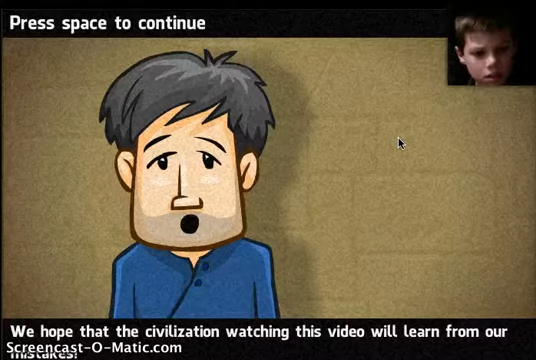 Press space to continue
We hope that the civilization watching this video will learn from our
Screencast-O-Matic.com
mistakes!